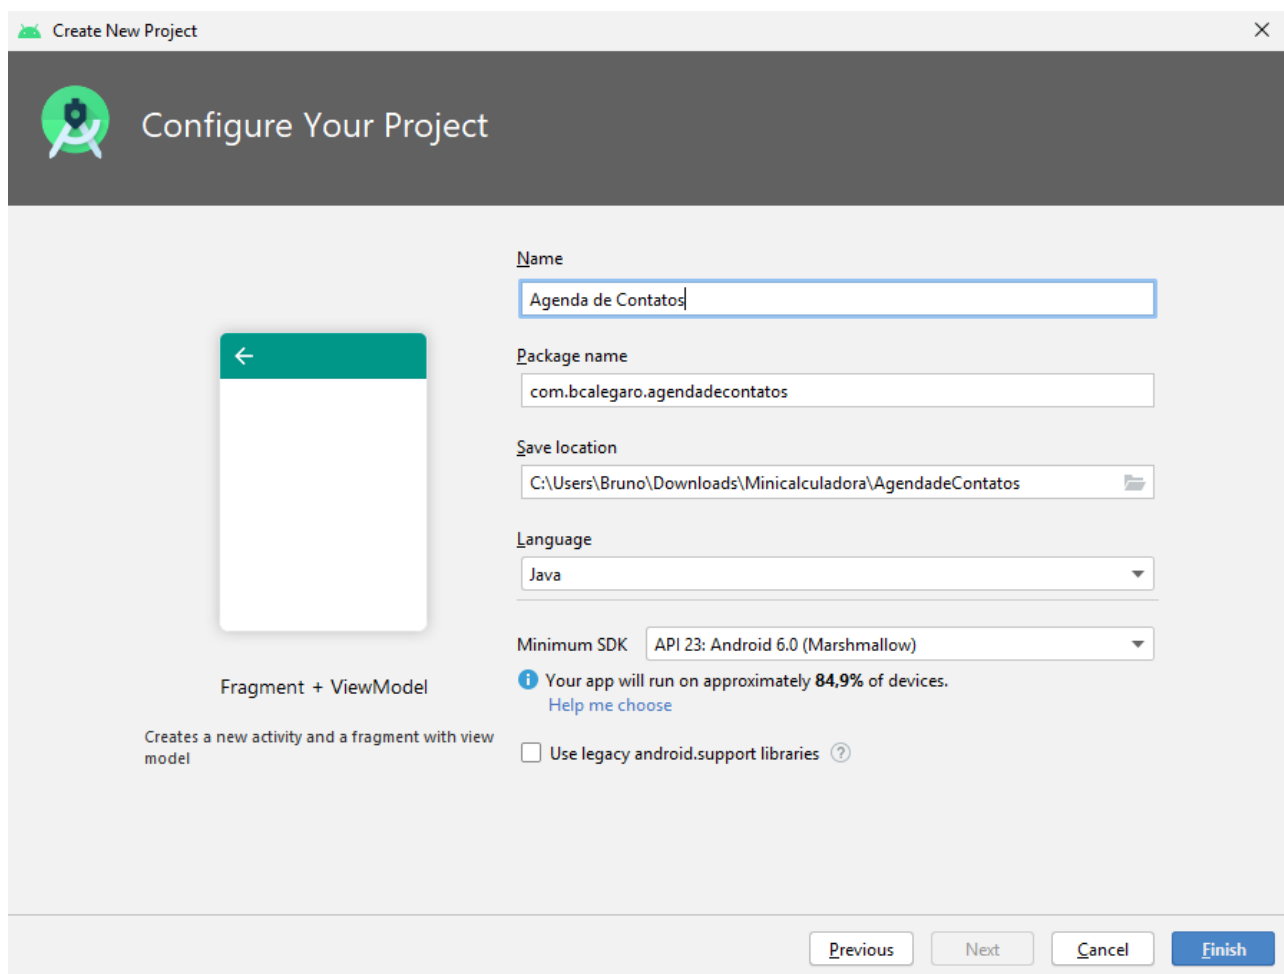 Create New Project
Configure Your Project
Name
Agenda de Contatos
Package name
com.bcalegaro.agendadecontatos
Save location
C:\Users\Bruno\Downloads\Minicalculadora\AgendadeContatos
Language
Java
Minimum SDK
API 23: Android 6.0 (Marshmallow)
Your app will run on approximately 84,9% of devices.
Help me choose
Use legacy android.support libraries ?
Fragment + ViewModel
Creates a new activity and a fragment with view
model
Previous
Next
Cancel
Finish